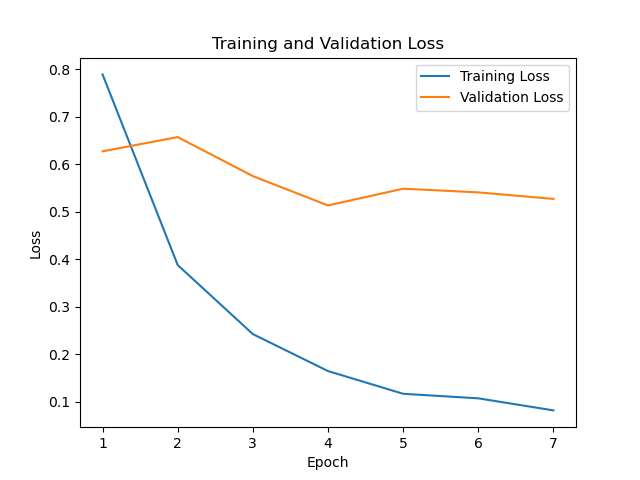 Training and Validation Loss
Training Loss
Validation Loss
0.8
0.7
0.6
0.5
0.4
0.3
0.2
0.1
Loss
1 2 3 4 5 6 7
Epoch